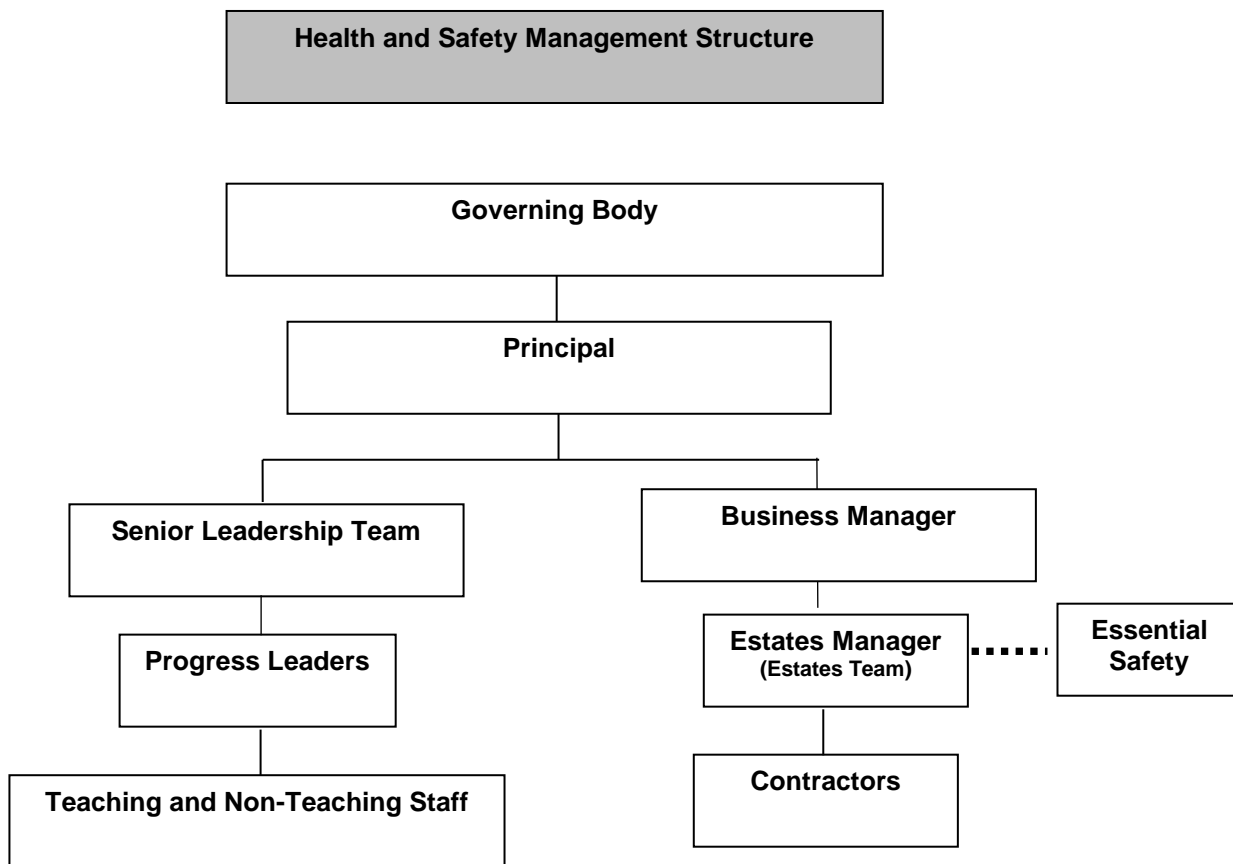 Health and Safety Management Structure
Governing Body
Principal
Senior Leadership Team
Business Manager
Progress Leaders
Estates Manager
(Estates Team)
Essential
Safety
Teaching and Non-Teaching Staff
Contractors